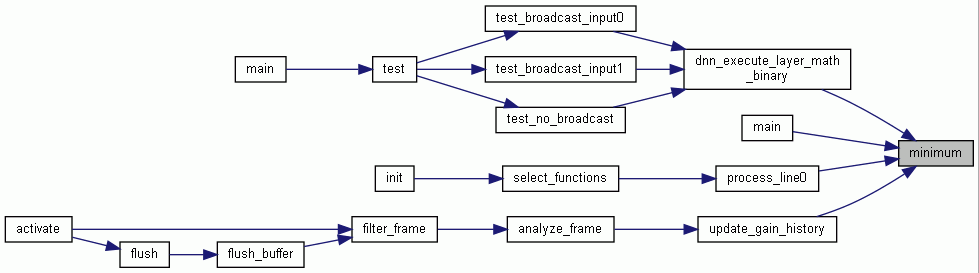 test_broadcast_input0
main
test
test_broadcast_input1
dnn_execute_layer_math
_binary
test_no_broadcast
main
minimum
init
select_functions
process_line0
activate
filter_frame
analyze_frame
update_gain_history
flush
flush_buffer